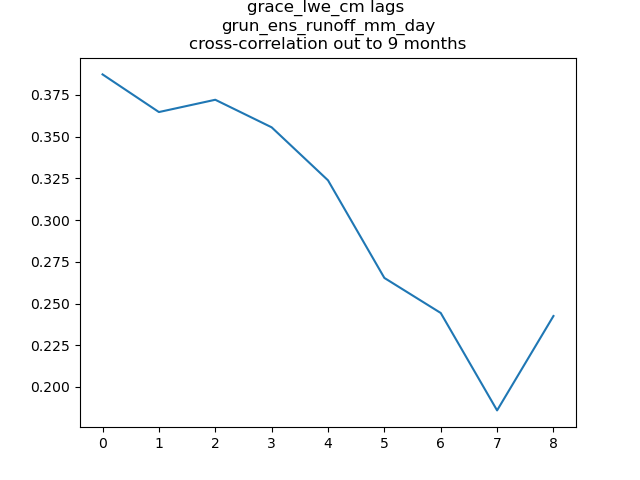 grace_lwe_cm lags
grun_ens_runoff_mm_day
cross-correlation out to 9 months
0.375
0.350
0.325
0.300
0.275
0.250
0.225
0.200
0 1 2 3 4 5 6 7 8